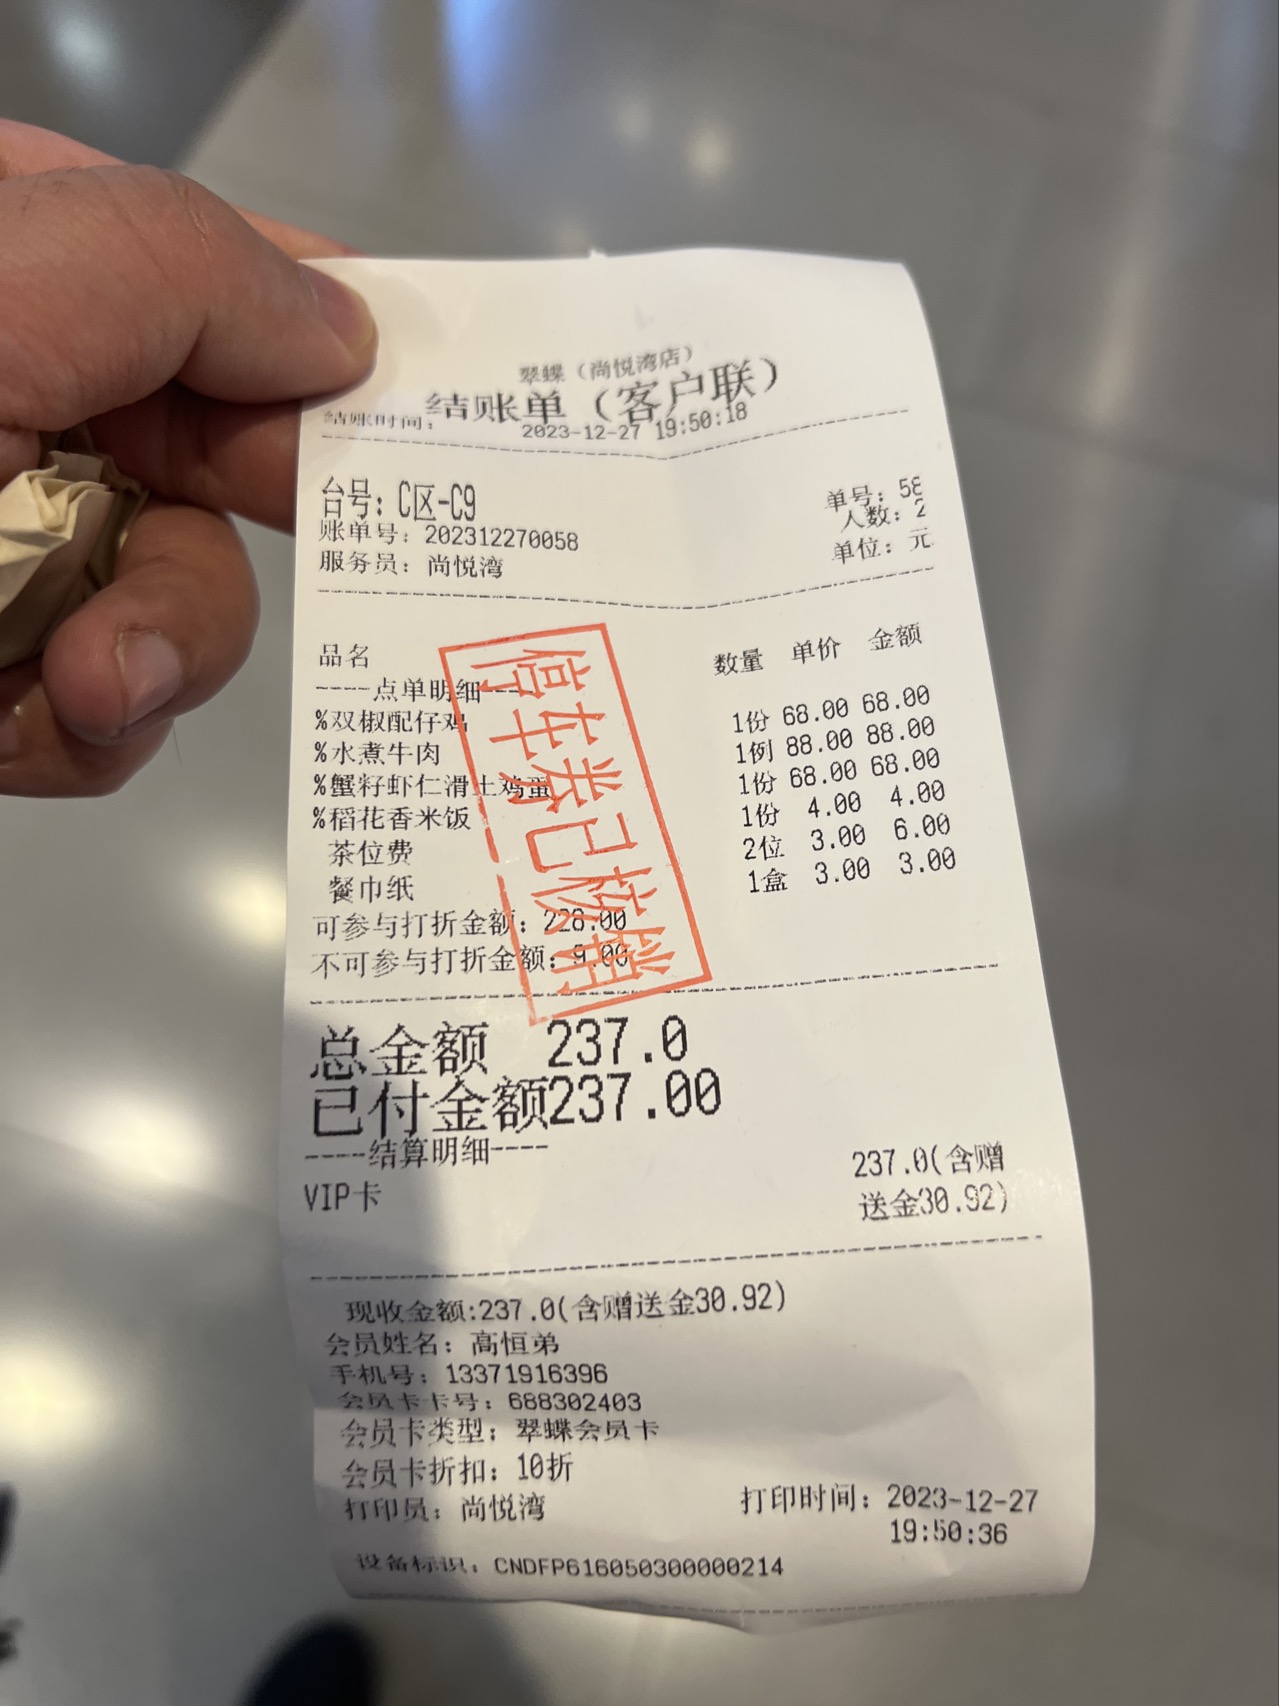 翠蝶（尚悦湾店）
结账单（客户联）
结账时间： 2023-12-27 19:50:18
台号：C区-C9 单号：58
账单号：202312270058 人数：2
服务员：尚悦湾 单位：元
品名 数量 单价 金额
----点单明细----
%双椒配仔鸡 1份 68.00 68.00
%水煮牛肉 1例 88.00 88.00
%蟹籽虾仁滑土鸡蛋 1份 68.00 68.00
%稻花香米饭 1份 4.00 4.00
茶位费 2位 3.00 6.00
餐巾纸 1盒 3.00 3.00
可参与打折金额：228.00
不可参与打折金额：9.00
停车券已核销
总金额 237.0
已付金额237.00
----结算明细----
VIP卡 237.0(含赠
送金30.92)
现收金额:237.0(含赠送金30.92)
会员姓名：高恒弟
手机号：13371916396
会员卡卡号：688302403
会员卡类型：翠蝶会员卡
会员卡折扣：10折
打印员：尚悦湾 打印时间：2023-12-27
19:50:36
设备标识：CNDFP616050300000214